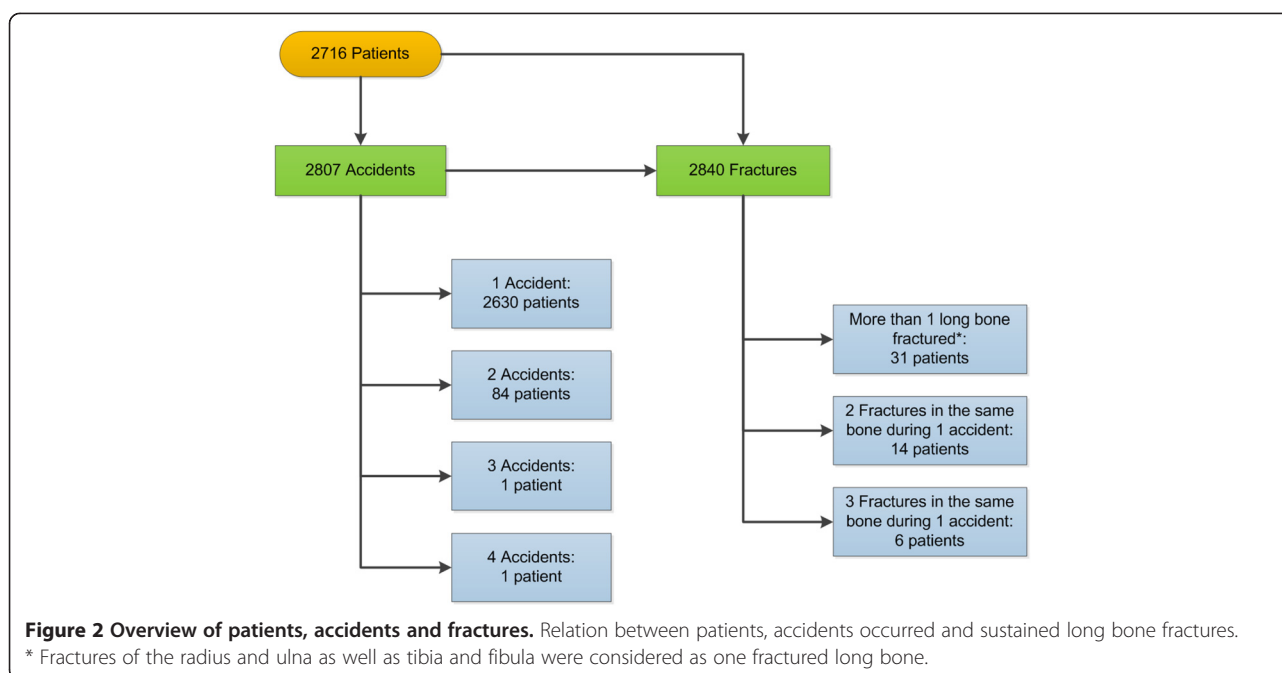 2716 Patients
2807 Accidents
2840 Fractures
1 Accident:
2630 patients
2 Accidents:
84 patients
3 Accidents:
1 patient
4 Accidents:
1 patient
More than 1 long bone
fractured*:
31 patients
2 Fractures in the same
bone during 1 accident:
14 patients
3 Fractures in the same
bone during 1 accident:
6 patients
Figure 2 Overview of patients, accidents and fractures. Relation between patients, accidents occurred and sustained long bone fractures.
* Fractures of the radius and ulna as well as tibia and fibula were considered as one fractured long bone.